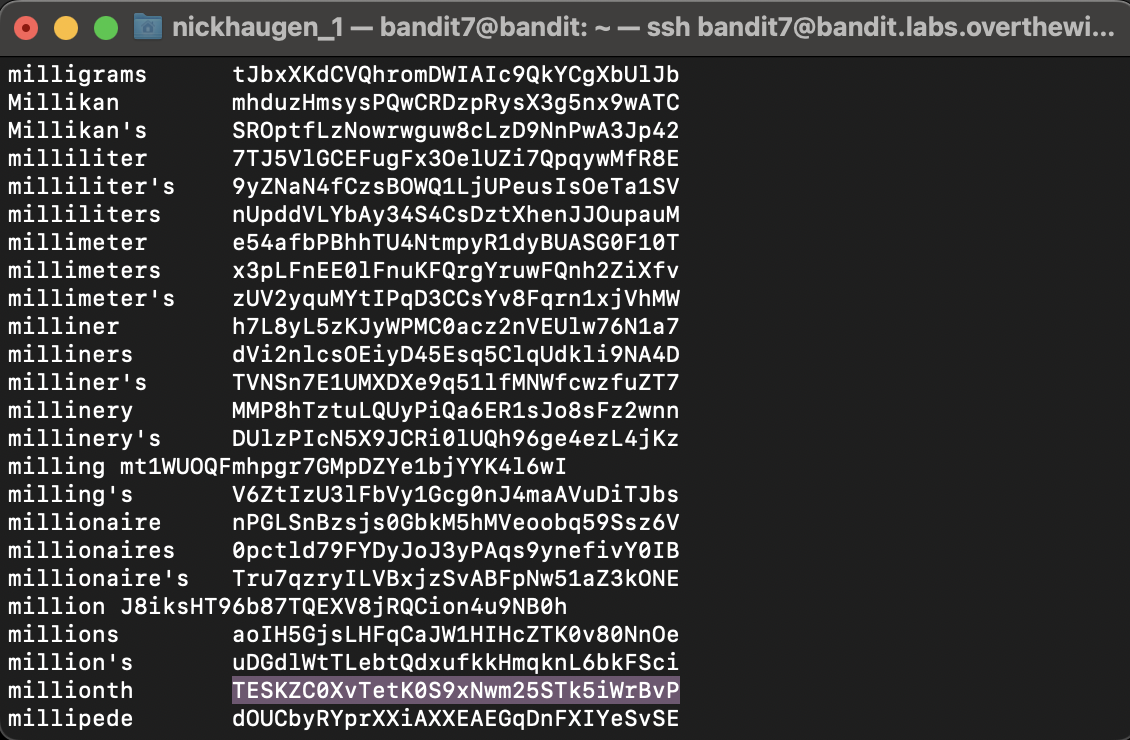 nickhaugen_1 — bandit7@bandit: ~ — ssh bandit7@bandit.labs.overthewi...
milligrams tJbxXKdCVQhromDWIAIc9QkYCgXbUlJb
Millikan mhduzHmsysPQwCRDzpRysX3g5nx9wATC
Millikan's SROptfLzNowrwguw8cLzD9NnPwA3Jp42
milliliter 7TJ5VlGCEFugFx3OelUZi7QpqywMfR8E
milliliter's 9yZNaN4fCzsBOWQ1LjUPeusIsOeTa1SV
milliliters nUpddVLYbAy34S4CsDztXhenJJOupauM
millimeter e54afbPBhhTU4NtmpyR1dyBUASG0F10T
millimeters x3pLFnEE0lFnuKFQrgYruwFQnh2ZiXfv
millimeter's zUV2yquMYtIPqD3CCsYv8Fqrn1xjVhMW
milliner h7L8yL5zKJyWPMC0acz2nVEUlw76N1a7
milliners dVi2nlcsOEiyD45Esq5ClqUdkli9NA4D
milliner's TVNSn7E1UMXDXe9q51lfMNWfcwzfuZT7
millinery MMP8hTztuLQUyPiQa6ER1sJo8sFz2wnn
millinery's DUlzPIcN5X9JCRi0lUQh96ge4ezL4jKz
milling mt1WUOQFmhpgr7GMpDZYe1bjYYK4l6wI
milling's V6ZtIzU3lFbVy1Gcg0nJ4maAVuDiTJbs
millionaire nPGLSnBzsjs0GbkM5hMVeoobq59Ssz6V
millionaires 0pctld79FYDyJoJ3yPAqs9ynefivY0IB
millionaire's Tru7qzryILVBxjzSvABFpNw51aZ3kONE
million J8iksHT96b87TQEXV8jRQCion4u9NB0h
millions aoIH5GjsLHFqCaJW1HIHcZTK0v80NnOe
million's uDGdlWtTLebtQdxufkkHmqknL6bkFSci
millionth TESKZC0XvTetK0S9xNwm25STk5iWrBvP
millipede dOUCbyRYprXXiAXXEAEGqDnFXIYeSvSE